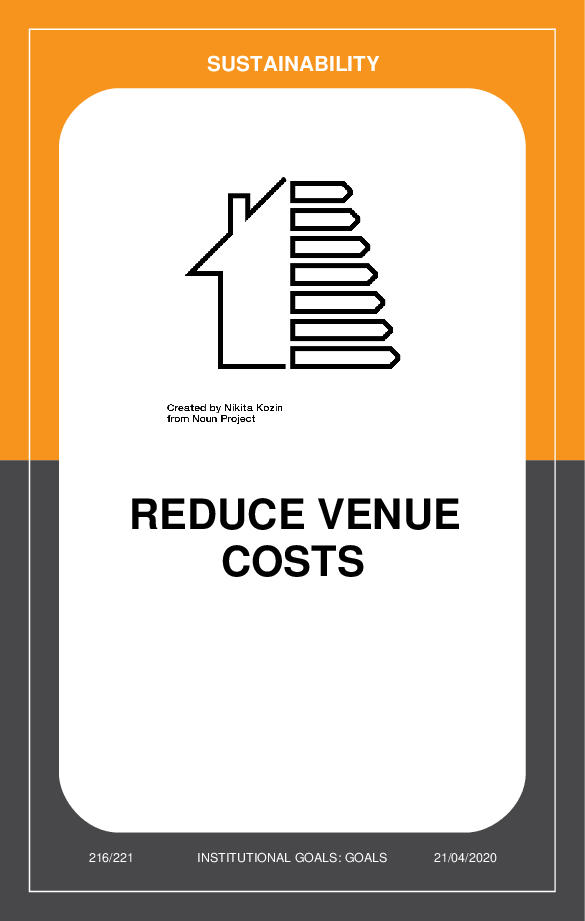 SUSTAINABILITY
Created by Nikita Kozin
from Noun Project
REDUCE VENUE
COSTS
216/221 INSTITUTIONAL GOALS: GOALS 21/04/2020